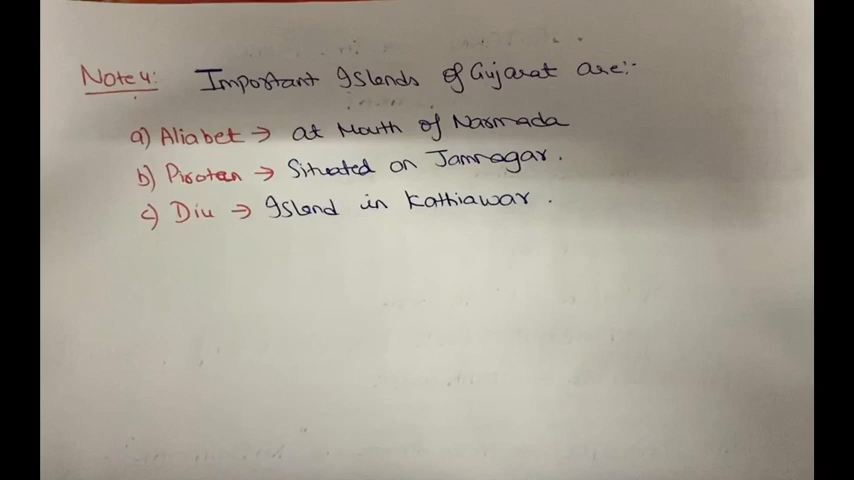 Note 4: Important Islands of Gujarat are:-
a) Aliabet → at Mouth of Narmada
b) Pirotan → Situated on Jamnagar.
c) Diu → Island in Kathiawar.